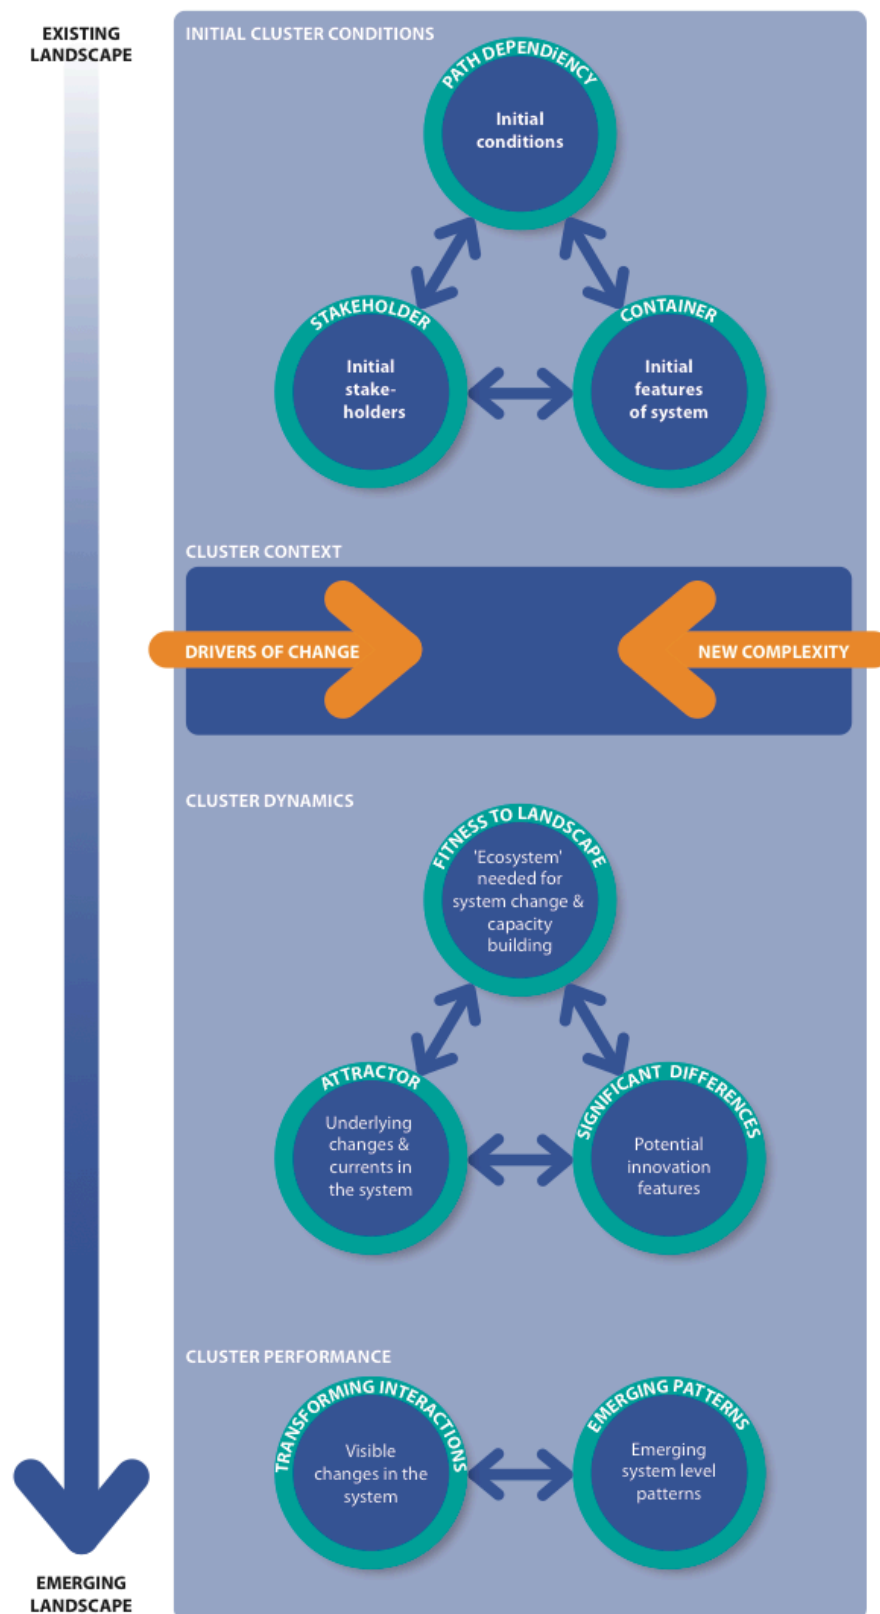 EXISTING
LANDSCAPE
INITIAL CLUSTER CONDITIONS
PATH DEPENDiENCY
Initial
conditions
STAKEHOLDER
Initial
stake-
holders
CONTAINER
Initial
features
of system
CLUSTER CONTEXT
DRIVERS OF CHANGE
NEW COMPLEXITY
CLUSTER DYNAMICS
FITNESS TO LANDSCAPE
'Ecosystem'
needed for
system change &
capacity
building
ATTRACTOR
Underlying
changes &
currents in
the system
SIGNIFICANT DIFFERENCES
Potential
innovation
features
CLUSTER PERFORMANCE
TRANSFORMING INTERACTIONS
Visible
changes in the
system
EMERGING PATTERNS
Emerging
system level
patterns
EMERGING
LANDSCAPE